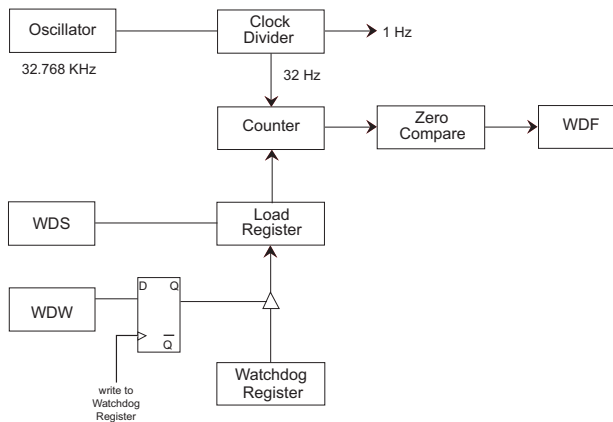 Oscillator
32.768 KHz
Clock
Divider
1 Hz
32 Hz
Counter
Zero
Compare
WDF
WDS
Load
Register
WDW
D
Q
Q
write to
Watchdog
Register
Watchdog
Register